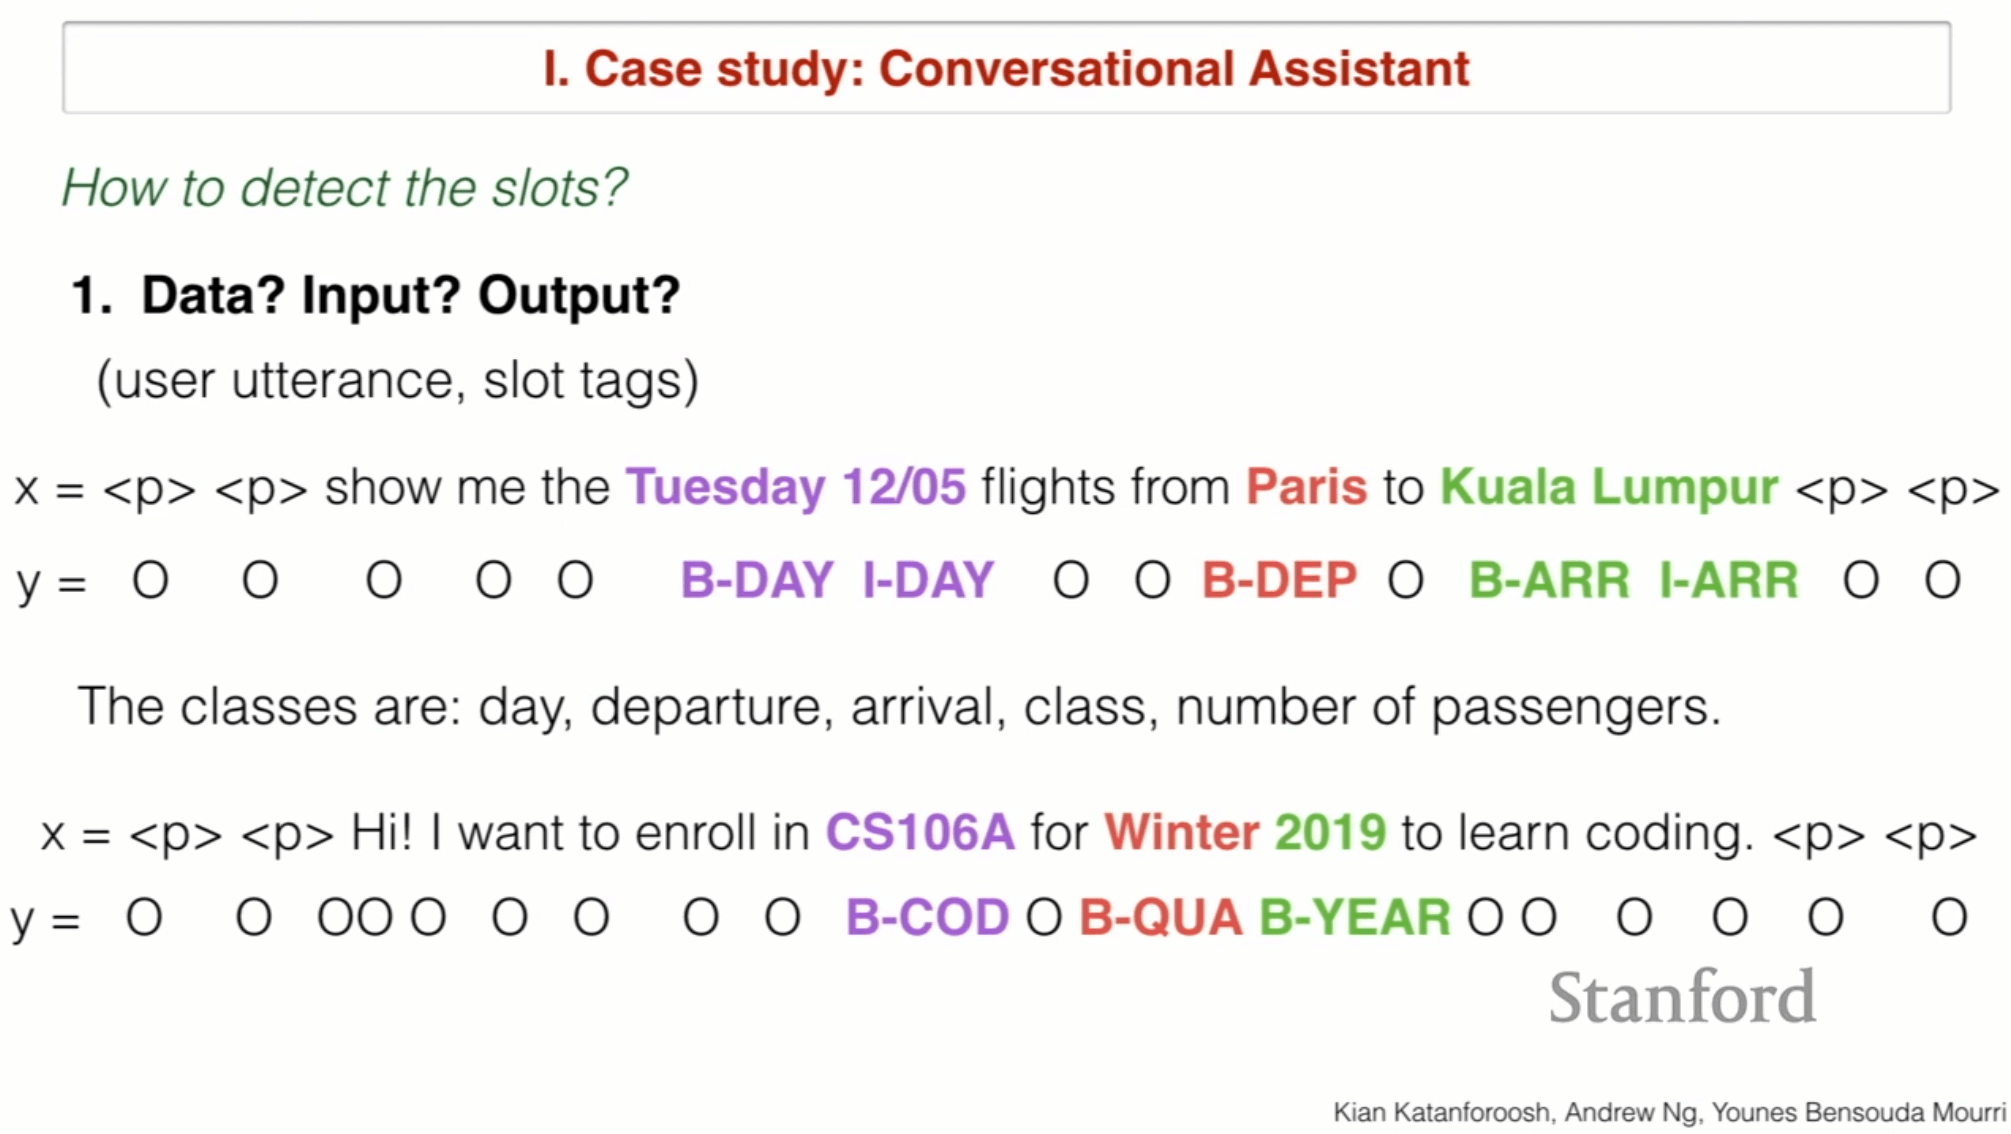 I. Case study: Conversational Assistant
How to detect the slots?
1. Data? Input? Output?
(user utterance, slot tags)
x = <p> <p> show me the Tuesday 12/05 flights from Paris to Kuala Lumpur <p> <p>
y = O O O O O B-DAY I-DAY O O B-DEP O B-ARR I-ARR O O
The classes are: day, departure, arrival, class, number of passengers.
x = <p> <p> Hi! I want to enroll in CS106A for Winter 2019 to learn coding. <p> <p>
y = O O OO O O O O O B-COD O B-QUA B-YEAR O O O O O O
Stanford
Kian Katanforoosh, Andrew Ng, Younes Bensouda Mourri